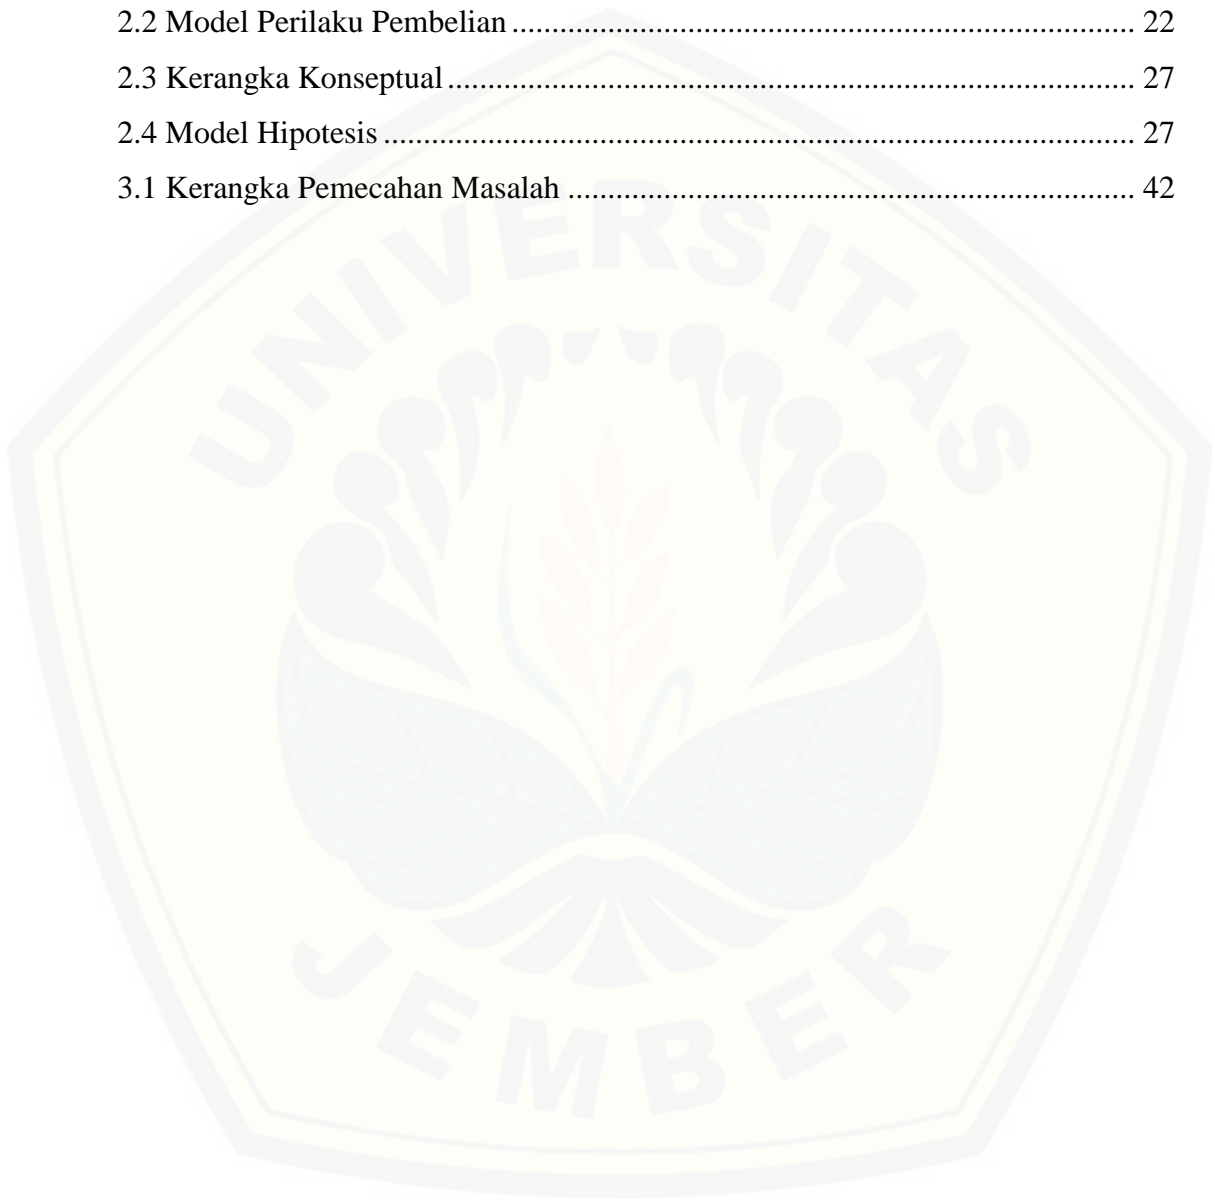 2.2 Model Perilaku Pembelian ............................................................................. 22
2.3 Kerangka Konseptual ..................................................................................... 27
2.4 Model Hipotesis ............................................................................................. 27
3.1 Kerangka Pemecahan Masalah ...................................................................... 42
UNIVERSITAS
JEMBER